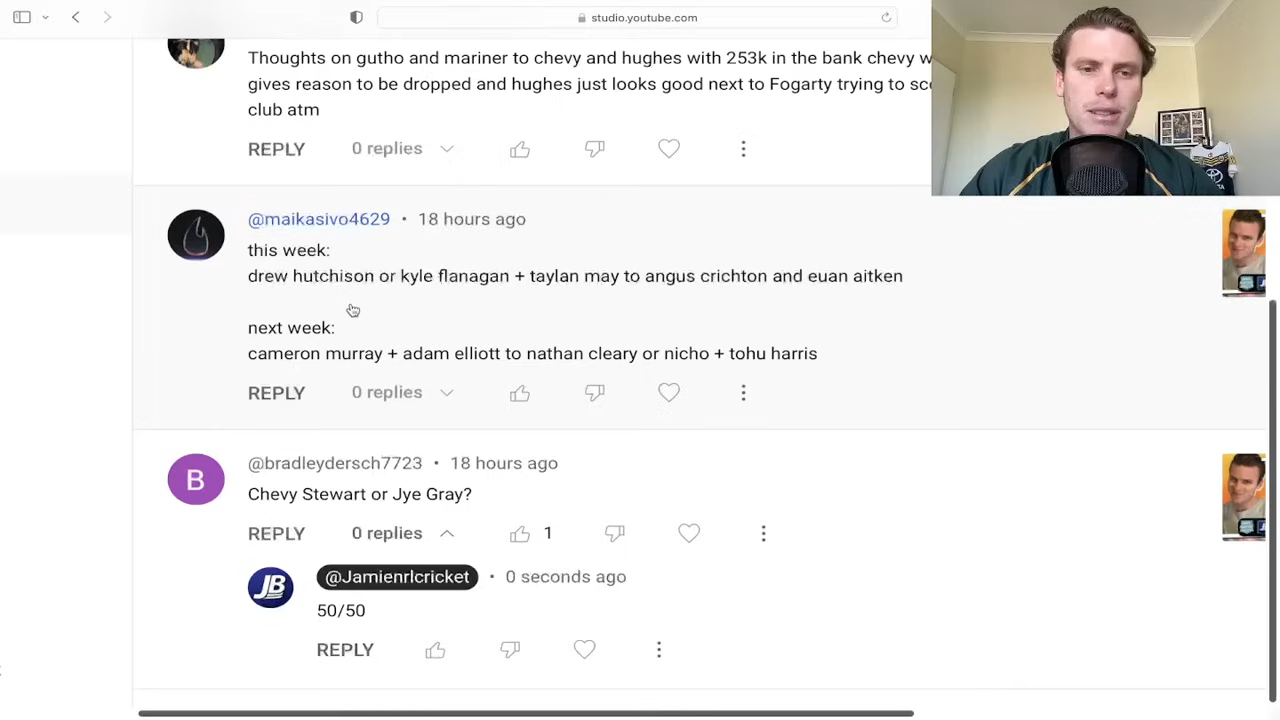 studio.youtube.com
Thoughts on gutho and mariner to chevy and hughes with 253k in the bank chevy w
gives reason to be dropped and hughes just looks good next to Fogarty trying to sco
club atm
REPLY 0 replies
@maikasivo4629 • 18 hours ago
this week:
drew hutchison or kyle flanagan + taylan may to angus crichton and euan aitken
next week:
cameron murray + adam elliott to nathan cleary or nicho + tohu harris
REPLY 0 replies
B
@bradleydersch7723 • 18 hours ago
Chevy Stewart or Jye Gray?
REPLY 0 replies 1
JB
@Jamienrlcricket • 0 seconds ago
50/50
REPLY